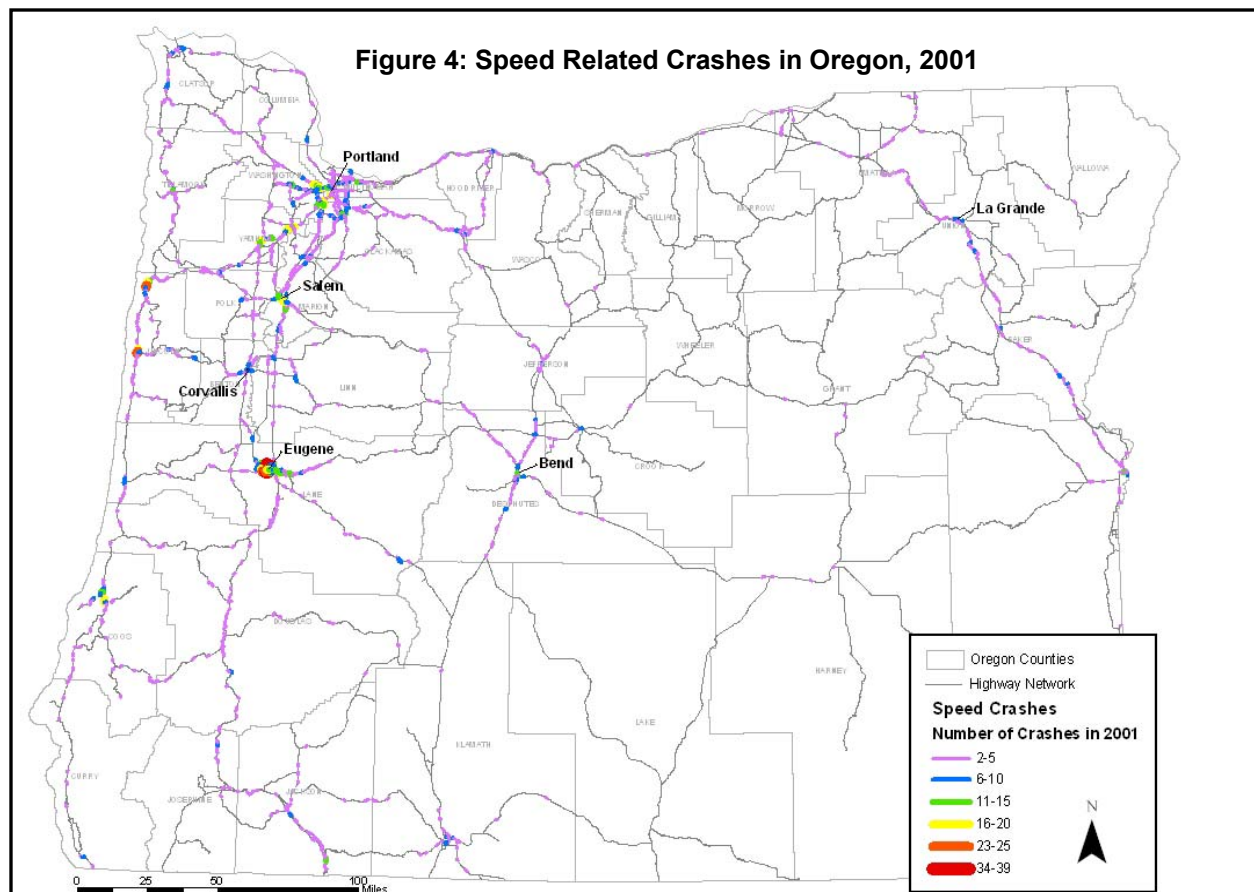 Figure 4: Speed Related Crashes in Oregon, 2001
CLATSOP
COLUMBIA
Portland
WASHINGTON
HOOD RIVER
TILLAMOOK
WALLOWA
SHERMAN
GILLIAM
MORROW
UMATILLA
La Grande
UNION
YAMHILL
CLACKAMAS
WASCO
Salem
POLK
MARION
WHEELER
BAKER
JEFFERSON
LINCOLN
GRANT
Corvallis
BENTON
LINN
Eugene
Bend
CROOK
LANE
DESCHUTES
DOUGLAS
COOS
HARNEY
LAKE
KLAMATH
CURRY
JOSEPHINE
JACKSON
Oregon Counties
Highway Network
Speed Crashes
Number of Crashes in 2001
2-5
6-10
11-15
16-20
23-25
34-39
N
0 25 50 100
Miles